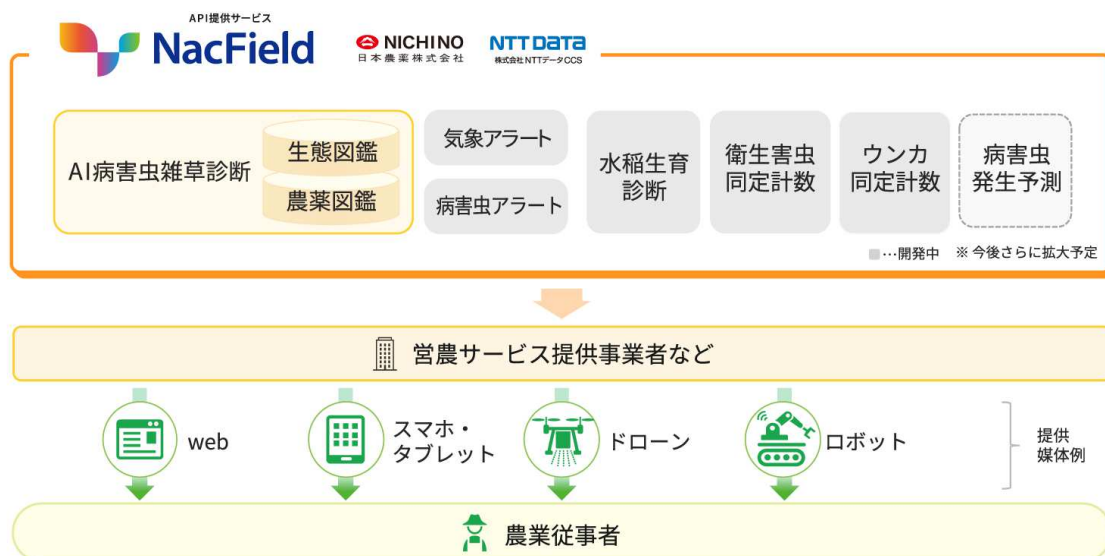 API提供サービス
NacField
NICHINO
日本農薬株式会社
NTT DATA
株式会社NTTデータCCS
AI病害虫雑草診断
生態図鑑
農薬図鑑
気象アラート
病害虫アラート
水稲生育
診断
衛生害虫
同定計数
ウンカ
同定計数
病害虫
発生予測
…開発中 ※今後さらに拡大予定
営農サービス提供事業者など
web
スマホ・
タブレット
ドローン
ロボット
提供
媒体例
農業従事者